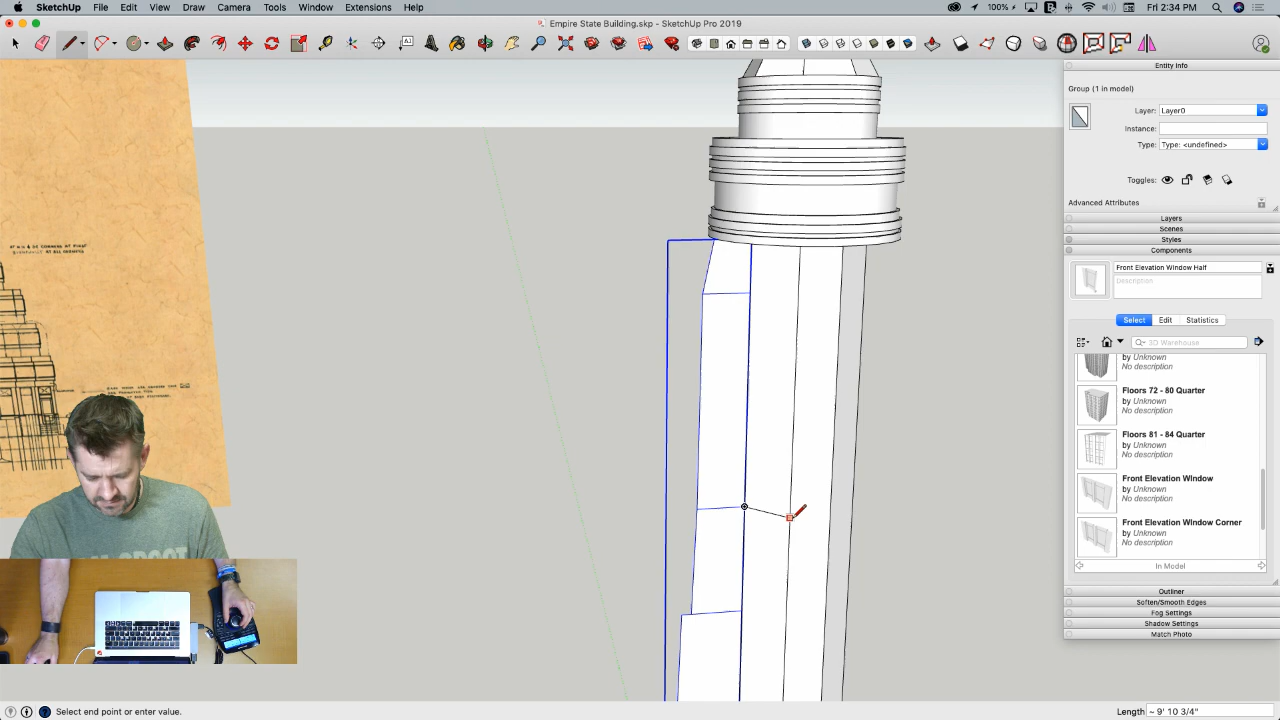 SketchUp File Edit View Draw Camera Tools Window Extensions Help
100% Fri 2:34 PM
Empire State Building.skp - SketchUp Pro 2019
Entity Info
Group (1 in model)
Layer: Layer0
Instance:
Type: Type: <undefined>
Toggles:
Advanced Attributes
Layers
Scenes
Styles
Components
Front Elevation Window Half
Description
Select Edit Statistics
3D Warehouse
by Unknown
No description
Floors 72 - 80 Quarter
by Unknown
No description
Floors 81 - 84 Quarter
by Unknown
No description
Front Elevation Window
by Unknown
No description
Front Elevation Window Corner
by Unknown
No description
In Model
Outliner
Soften/Smooth Edges
Fog Settings
Shadow Settings
Match Photo
Select end point or enter value.
Length ~ 9' 10 3/4"